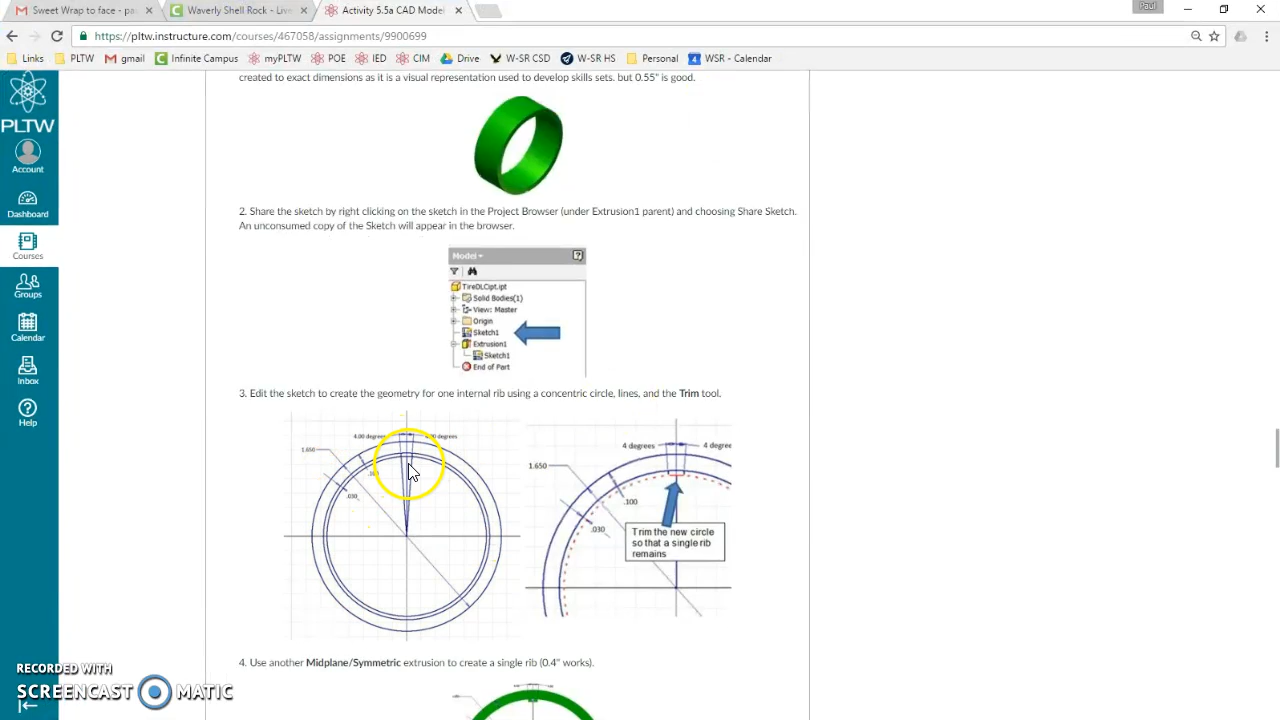 Sweet Wrap to face - pau
Waverly Shell Rock - Live
Activity 5.5a CAD Model
Paul
https://pltw.instructure.com/courses/467058/assignments/9900699
Links PLTW gmail Infinite Campus myPLTW POE IED CIM Drive W-SR CSD W-SR HS Personal WSR - Calendar
PLTW
Account
Dashboard
Courses
Groups
Calendar
Inbox
Help
created to exact dimensions as it is a visual representation used to develop skills sets. but 0.55" is good.
2. Share the sketch by right clicking on the sketch in the Project Browser (under Extrusion1 parent) and choosing Share Sketch.
An unconsumed copy of the Sketch will appear in the browser.
Model
TireDLCipt.ipt
Solid Bodies(1)
View: Master
Origin
Sketch1
Extrusion1
Sketch1
End of Part
3. Edit the sketch to create the geometry for one internal rib using a concentric circle, lines, and the Trim tool.
4.00 degrees
degrees
1.650
.030
4 degrees
4 degree
1.650
.100
.030
Trim the new circle
so that a single rib
remains
4. Use another Midplane/Symmetric extrusion to create a single rib (0.4" works).
RECORDED WITH
SCREENCAST MATIC